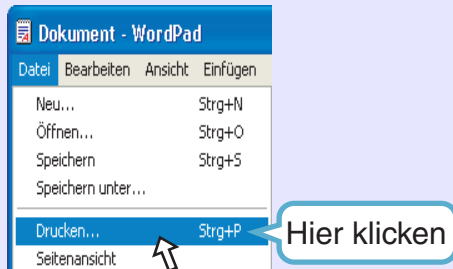 Dokument - WordPad
Datei Bearbeiten Ansicht Einfügen
Neu... Strg+N
Öffnen... Strg+O
Speichern Strg+S
Speichern unter...
Drucken... Strg+P Hier klicken
Seitenansicht